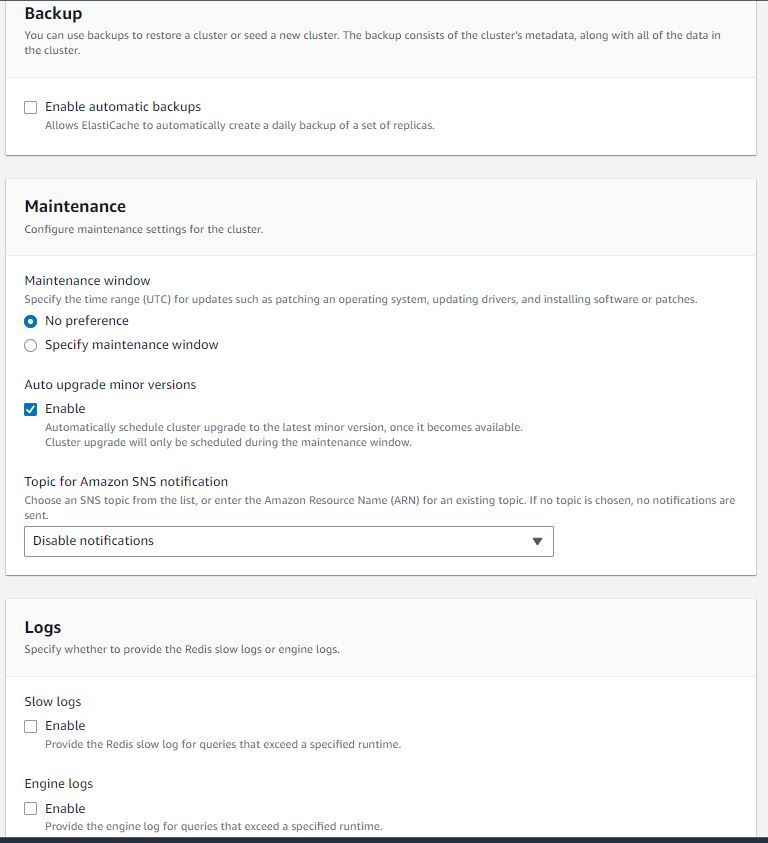 Backup
You can use backups to restore a cluster or seed a new cluster. The backup consists of the cluster's metadata, along with all of the data in
the cluster.
Enable automatic backups
Allows ElastiCache to automatically create a daily backup of a set of replicas.
Maintenance
Configure maintenance settings for the cluster.
Maintenance window
Specify the time range (UTC) for updates such as patching an operating system, updating drivers, and installing software or patches.
No preference
Specify maintenance window
Auto upgrade minor versions
Enable
Automatically schedule cluster upgrade to the latest minor version, once it becomes available.
Cluster upgrade will only be scheduled during the maintenance window.
Topic for Amazon SNS notification
Choose an SNS topic from the list, or enter the Amazon Resource Name (ARN) for an existing topic. If no topic is chosen, no notifications are
sent.
Disable notifications
Logs
Specify whether to provide the Redis slow logs or engine logs.
Slow logs
Enable
Provide the Redis slow log for queries that exceed a specified runtime.
Engine logs
Enable
Provide the engine log for queries that exceed a specified runtime.